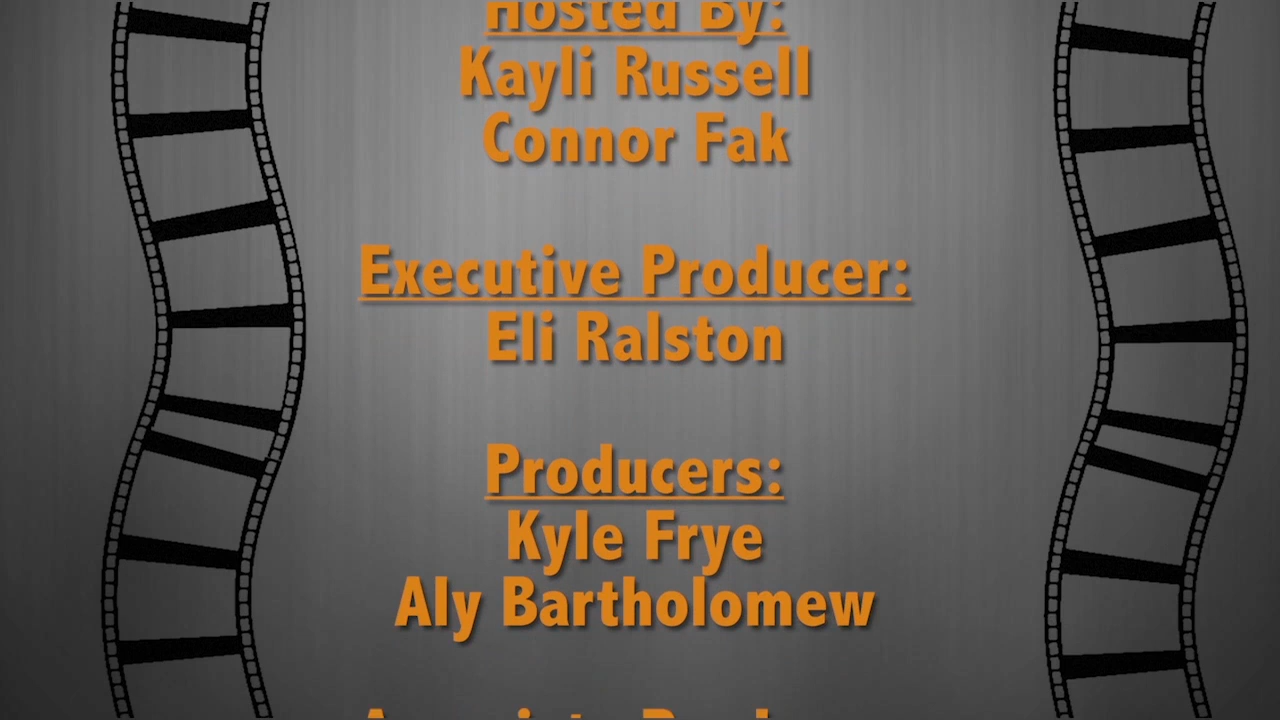 Hosted By:
Kayli Russell
Connor Fak
Executive Producer:
Eli Ralston
Producers:
Kyle Frye
Aly Bartholomew